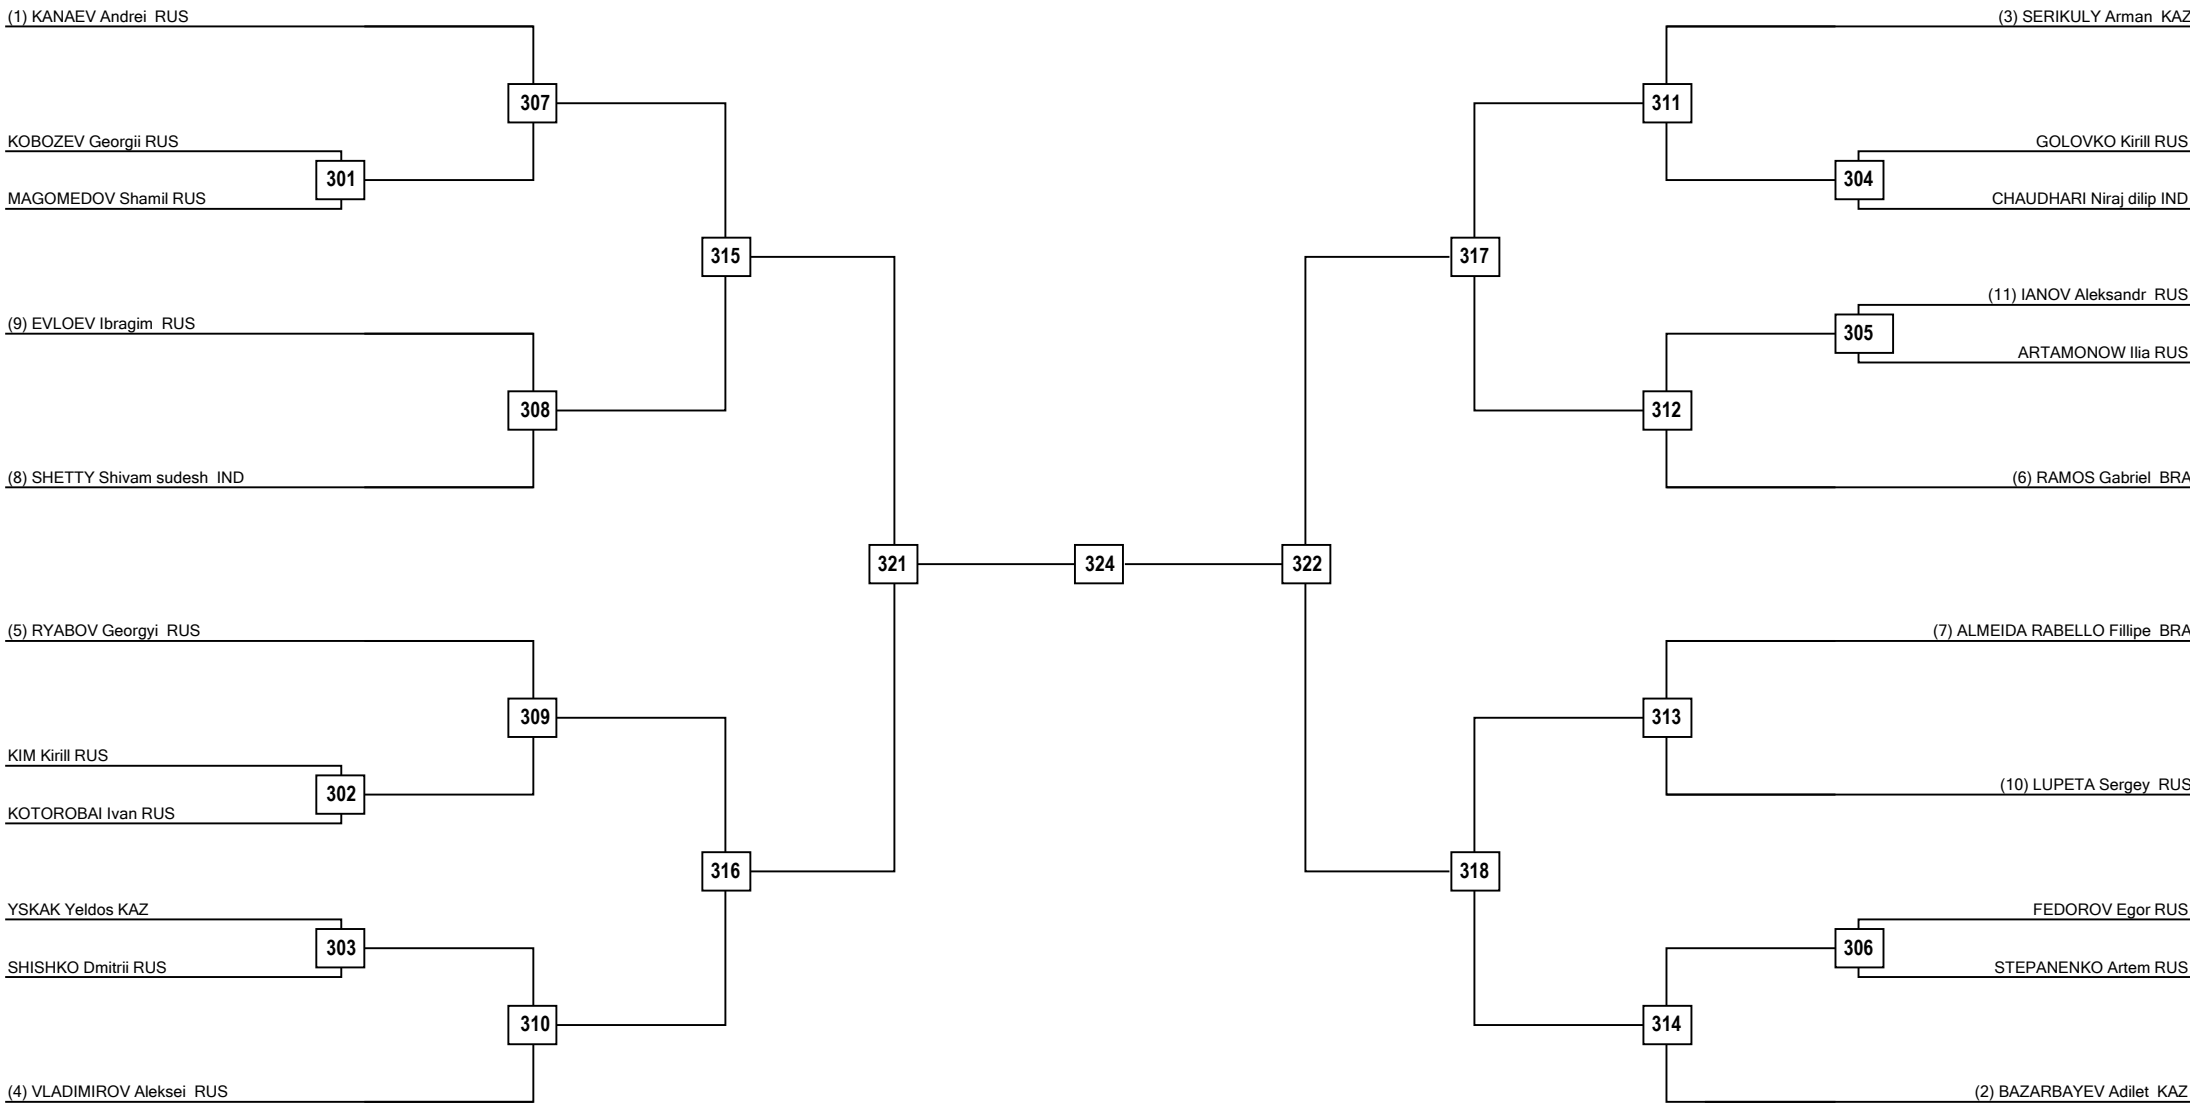 (1) KANAEV Andrei  RUS
307
KOBOZEV Georgii RUS
301
MAGOMEDOV Shamil RUS
315
(9) EVLOEV Ibragim  RUS
308
(8) SHETTY Shivam sudesh  IND
321
(5) RYABOV Georgyi  RUS
309
KIM Kirill RUS
302
KOTOROBAI Ivan RUS
316
YSKAK Yeldos KAZ
303
SHISHKO Dmitrii RUS
310
(4) VLADIMIROV Aleksei  RUS
324
(3) SERIKULY Arman  KAZ
311
GOLOVKO Kirill RUS
304
CHAUDHARI Niraj dilip IND
317
(11) IANOV Aleksandr  RUS
305
ARTAMONOW Ilia RUS
312
(6) RAMOS Gabriel  BRA
322
(7) ALMEIDA RABELLO Fillipe  BRA
313
(10) LUPETA Sergey  RUS
318
FEDOROV Egor RUS
306
STEPANENKO Artem RUS
314
(2) BAZARBAYEV Adilet  KAZ